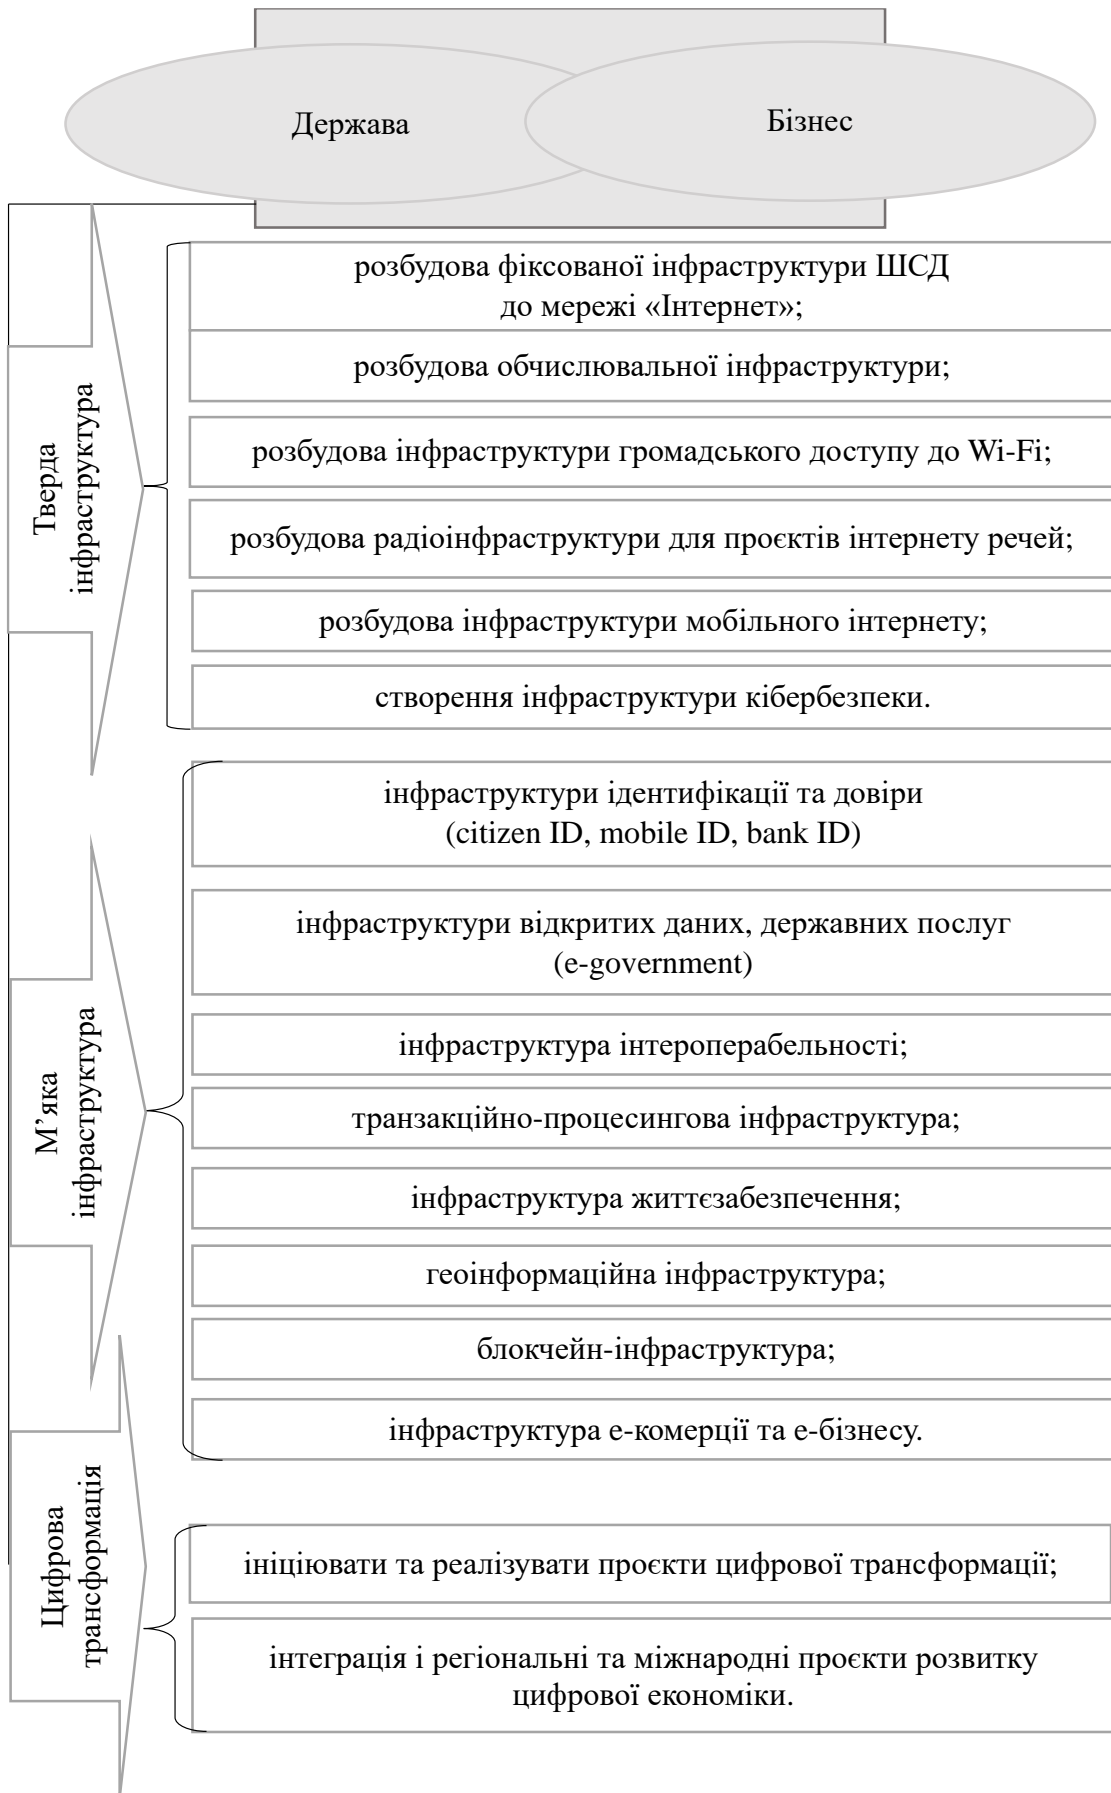 Держава
Бізнес
Тверда
інфраструктура
розбудова фіксованої інфраструктури ШСД
до мережі «Інтернет»;
розбудова обчислювальної інфраструктури;
розбудова інфраструктури громадського доступу до Wi-Fi;
розбудова радіоінфраструктури для проєктів інтернету речей;
розбудова інфраструктури мобільного інтернету;
створення інфраструктури кібербезпеки.
М’яка
інфраструктура
інфраструктури ідентифікації та довіри
(citizen ID, mobile ID, bank ID)
інфраструктури відкритих даних, державних послуг
(e-government)
інфраструктура інтероперабельності;
транзакційно-процесингова інфраструктура;
інфраструктура життєзабезпечення;
геоінформаційна інфраструктура;
блокчейн-інфраструктура;
інфраструктура е-комерції та е-бізнесу.
Цифрова
трансформація
ініціювати та реалізувати проєкти цифрової трансформації;
інтеграція і регіональні та міжнародні проєкти розвитку
цифрової економіки.